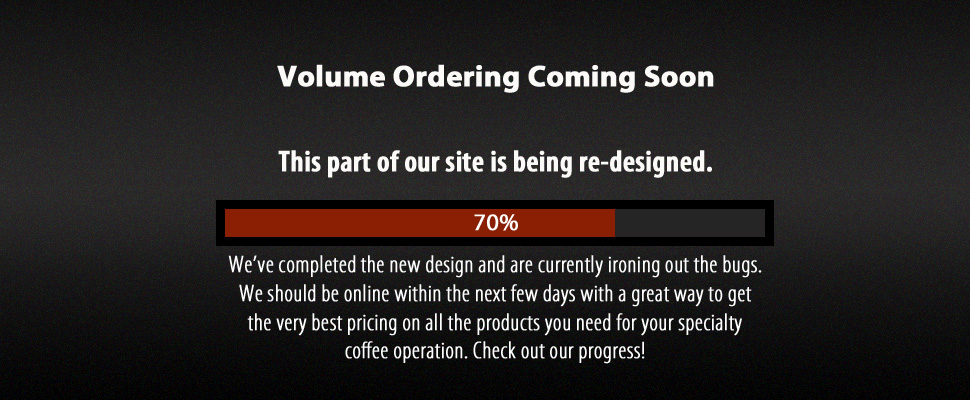 Volume Ordering Coming Soon
This part of our site is being re-designed.
70%
We've completed the new design and are currently ironing out the bugs.
We should be online within the next few days with a great way to get
the very best pricing on all the products you need for your specialty
coffee operation. Check out our progress!